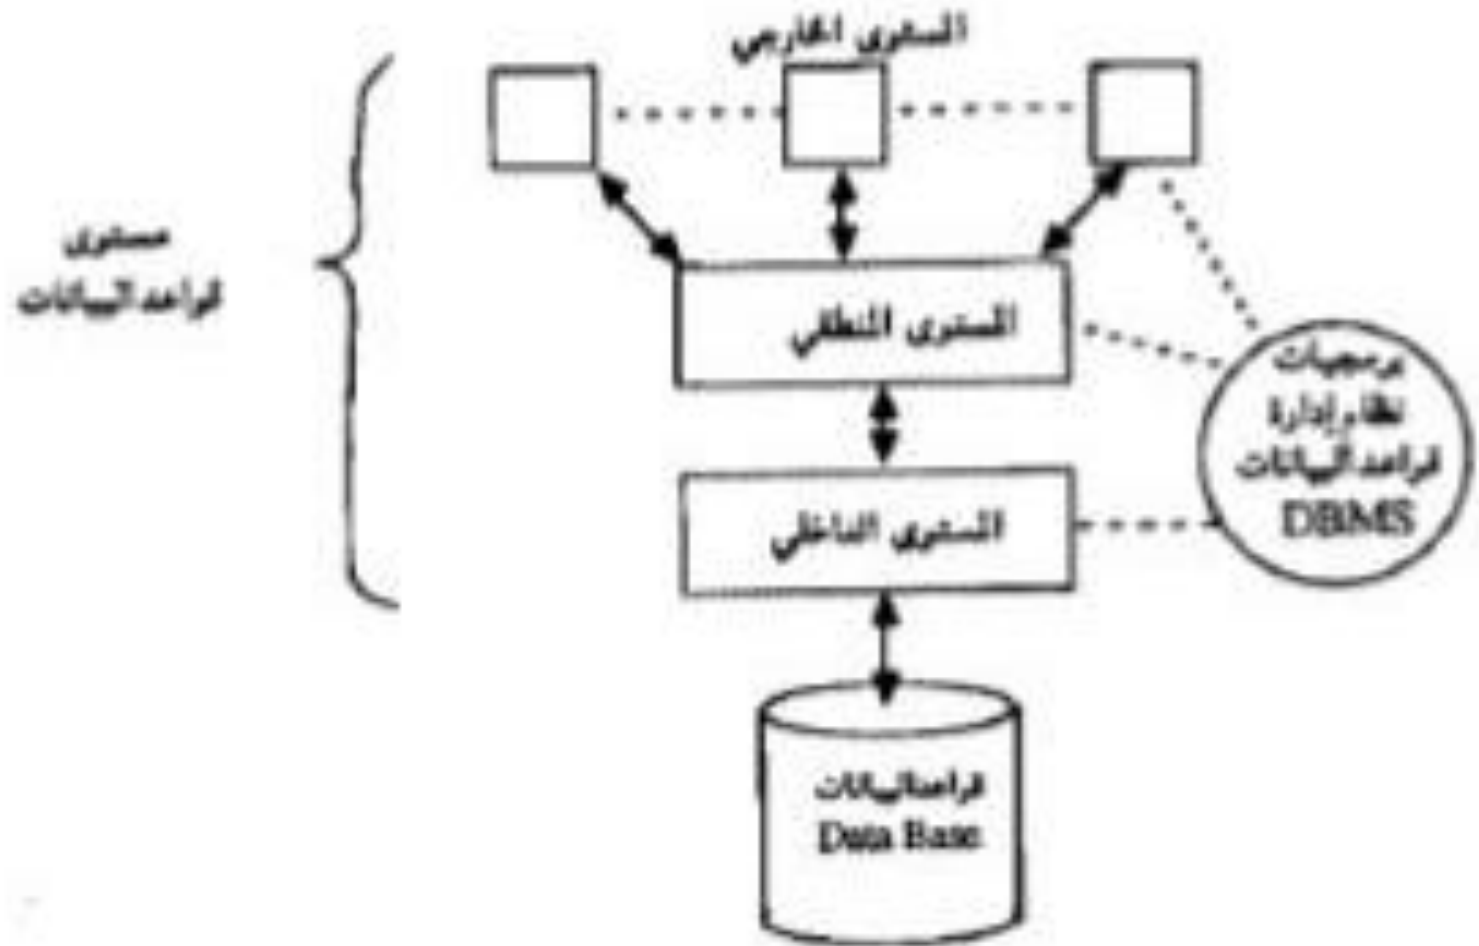 المستوى الخارجي
مستوى
قواعد البيانات
المستوى المنطقي
برمجيات
نظام إدارة
قواعد البيانات
DBMS
المستوى الداخلي
قواعد البيانات
Data Base